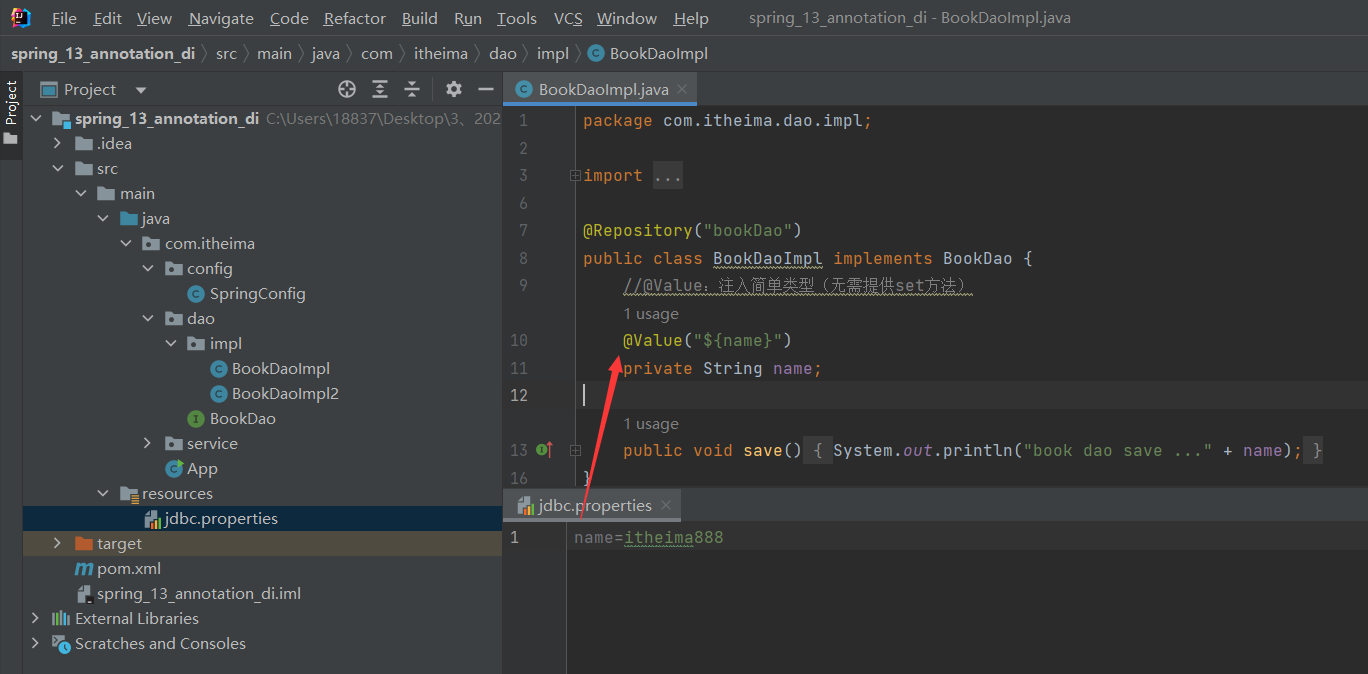 File Edit View Navigate Code Refactor Build Run Tools VCS Window Help spring_13_annotation_di - BookDaoImpl.java
spring_13_annotation_di src main java com itheima dao impl BookDaoImpl
Project
Project
spring_13_annotation_di C:\Users\18837\Desktop\3、202
.idea
src
main
java
com.itheima
config
SpringConfig
dao
impl
BookDaoImpl
BookDaoImpl2
BookDao
service
App
resources
jdbc.properties
target
pom.xml
spring_13_annotation_di.iml
External Libraries
Scratches and Consoles
BookDaoImpl.java
1 package com.itheima.dao.impl;
2
3 import ...
6
7 @Repository("bookDao")
8 public class BookDaoImpl implements BookDao {
9 //@Value：注入简单类型（无需提供set方法）
1 usage
10 @Value("${name}")
11 private String name;
12
1 usage
13 public void save() { System.out.println("book dao save ..." + name); }
16 }
jdbc.properties
1 name=itheima888